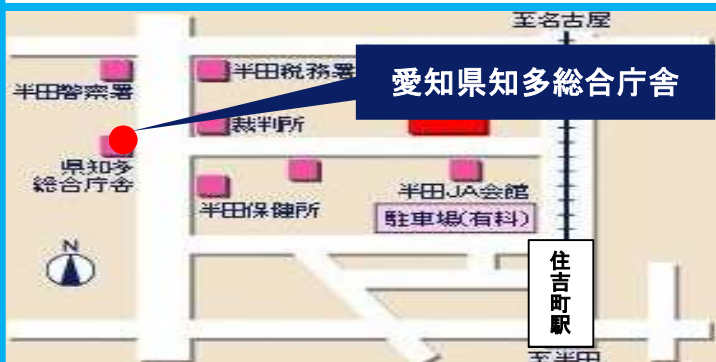 至名古屋
半田税務署
愛知県知多総合庁舎
半田警察署
裁判所
県知多
総合庁舎
半田JA会館
半田保健所
駐車場(有料)
N
住吉町駅
至半田